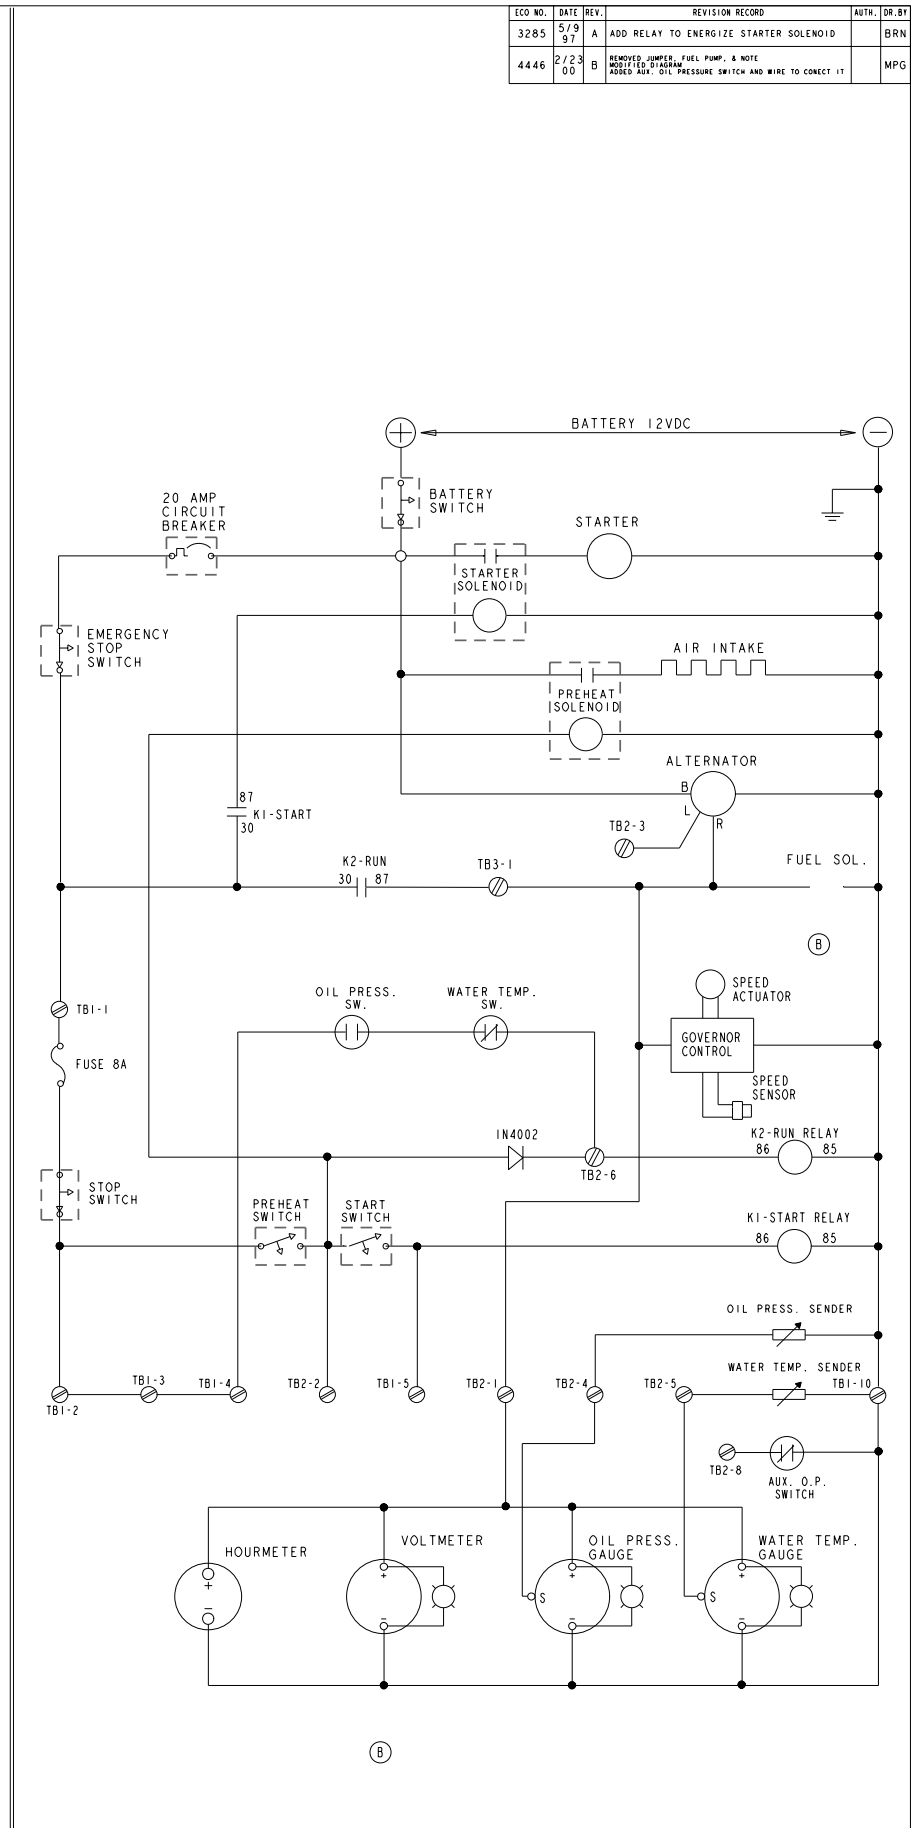 ECO NO. DATE REV. REVISION RECORD AUTH. DR.BY
3285 5/9 97 A ADD RELAY TO ENERGIZE STARTER SOLENOID BRN
4446 2/23 00 B REMOVED JUMPER, FUEL PUMP, & NOTE
MODIFIED DIAGRAM
ADDED AUX. OIL PRESSURE SWITCH AND WIRE TO CONECT IT MPG
BATTERY 12VDC
BATTERY
SWITCH
20 AMP
CIRCUIT
BREAKER
STARTER
STARTER
SOLENOID
EMERGENCY
STOP
SWITCH
AIR INTAKE
PREHEAT
SOLENOID
ALTERNATOR
B
L
R
87
K1-START
30
TB2-3
K2-RUN
30 87
TB3-1
FUEL SOL.
B
SPEED
ACTUATOR
OIL PRESS.
SW.
WATER TEMP.
SW.
TB1-1
GOVERNOR
CONTROL
FUSE 8A
SPEED
SENSOR
1N4002
K2-RUN RELAY
86 85
TB2-6
STOP
SWITCH
PREHEAT
SWITCH
START
SWITCH
K1-START RELAY
86 85
OIL PRESS. SENDER
WATER TEMP. SENDER
TB1-2
TB1-3
TB1-4
TB2-2
TB1-5
TB2-1
TB2-4
TB2-5
TB1-10
TB2-8
AUX. O.P.
SWITCH
HOURMETER
VOLTMETER
OIL PRESS.
GAUGE
WATER TEMP.
GAUGE
S
S
B